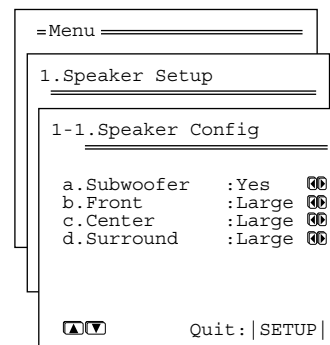 Menu
1.Speaker Setup
1-1.Speaker Config
a.Subwoofer :Yes
b.Front :Large
c.Center :Large
d.Surround :Large
Quit:|SETUP|